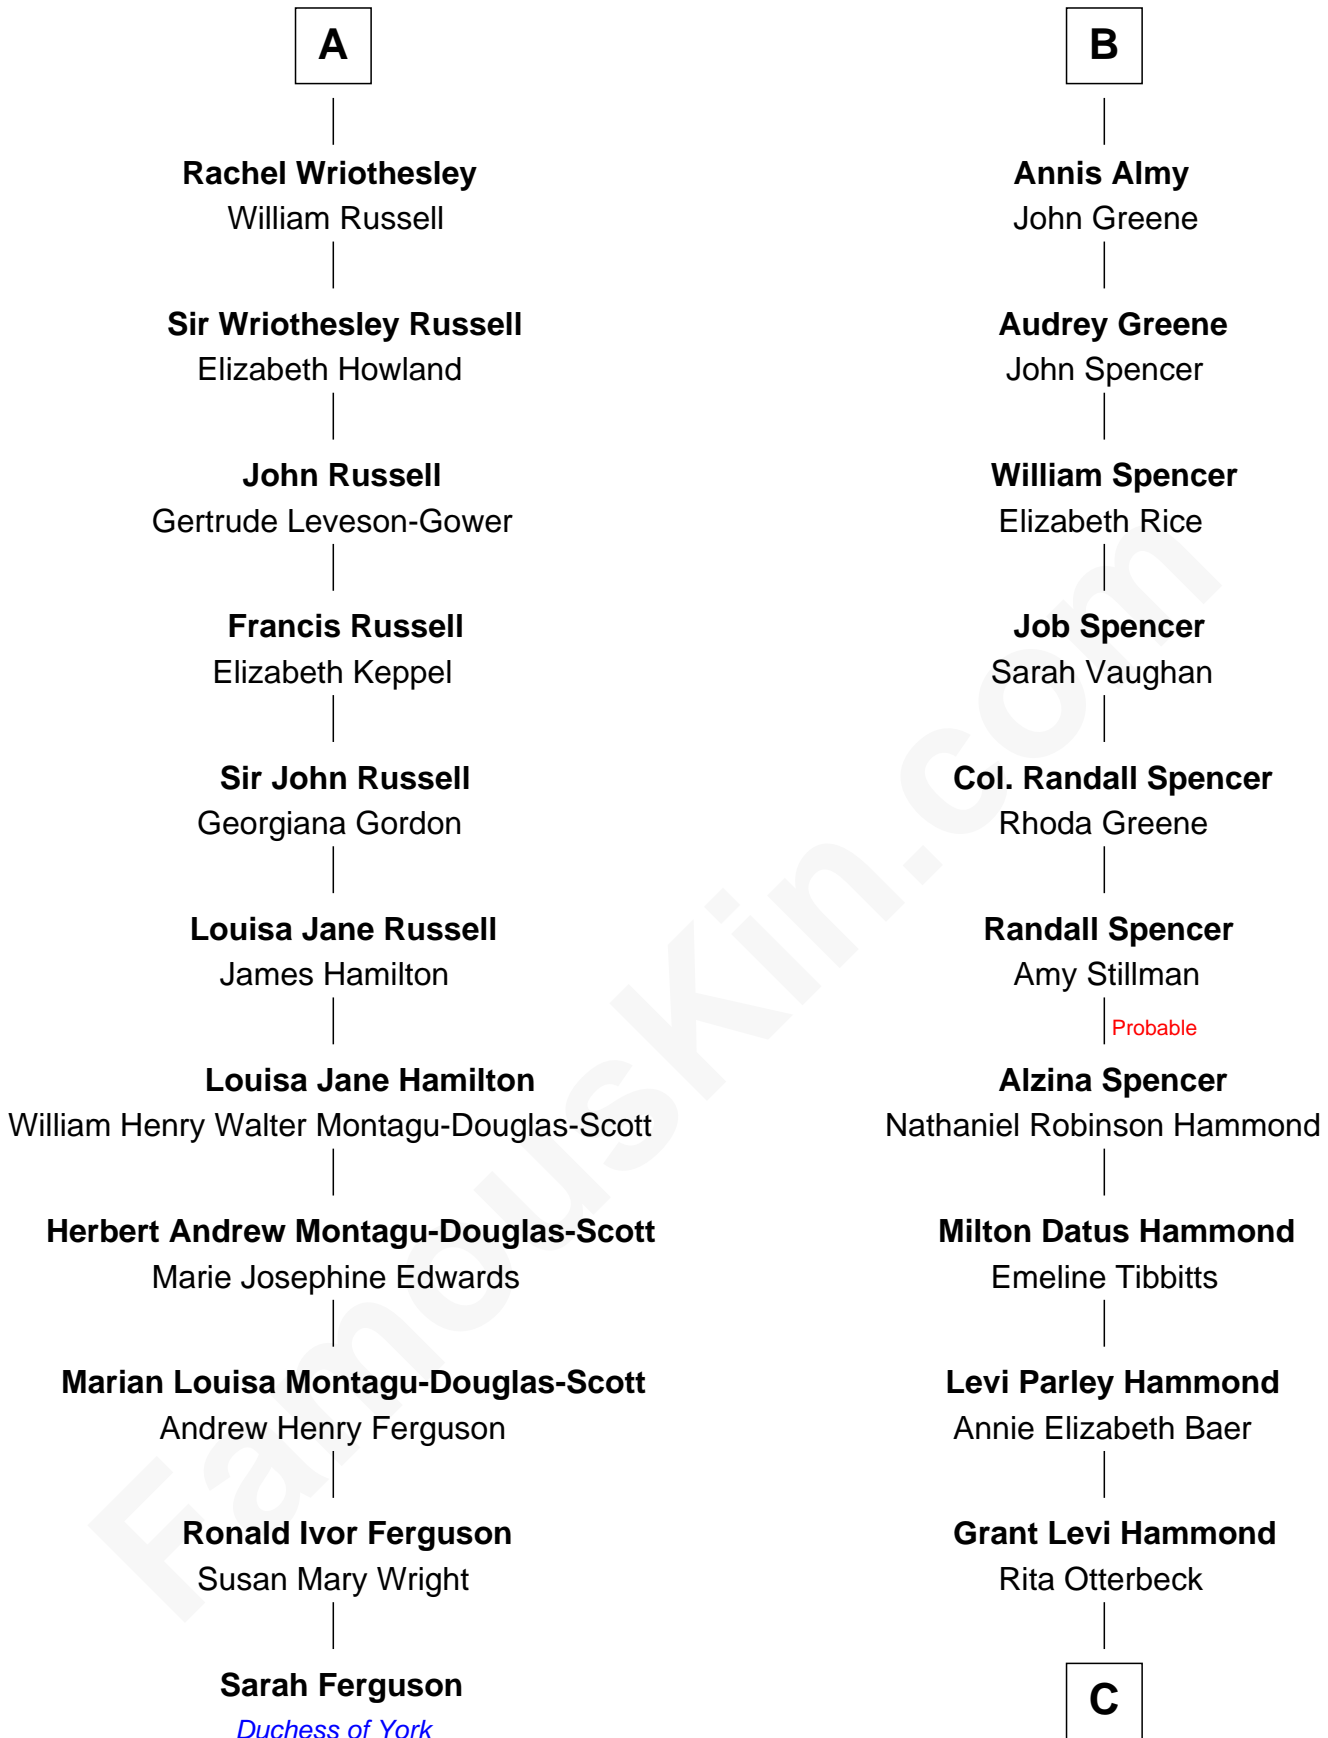 A
Rachel Wriothesley
William Russell
Sir Wriothesley Russell
Elizabeth Howland
John Russell
Gertrude Leveson-Gower
Francis Russell
Elizabeth Keppel
Sir John Russell
Georgiana Gordon
Louisa Jane Russell
James Hamilton
Louisa Jane Hamilton
William Henry Walter Montagu-Douglas-Scott
Herbert Andrew Montagu-Douglas-Scott
Marie Josephine Edwards
Marian Louisa Montagu-Douglas-Scott
Andrew Henry Ferguson
Ronald Ivor Ferguson
Susan Mary Wright
Sarah Ferguson
Duchess of York
B
Annis Almy
John Greene
Audrey Greene
John Spencer
William Spencer
Elizabeth Rice
Job Spencer
Sarah Vaughan
Col. Randall Spencer
Rhoda Greene
Randall Spencer
Amy Stillman
Probable
Alzina Spencer
Nathaniel Robinson Hammond
Milton Datus Hammond
Emeline Tibbitts
Levi Parley Hammond
Annie Elizabeth Baer
Grant Levi Hammond
Rita Otterbeck
C
FamousKin.com